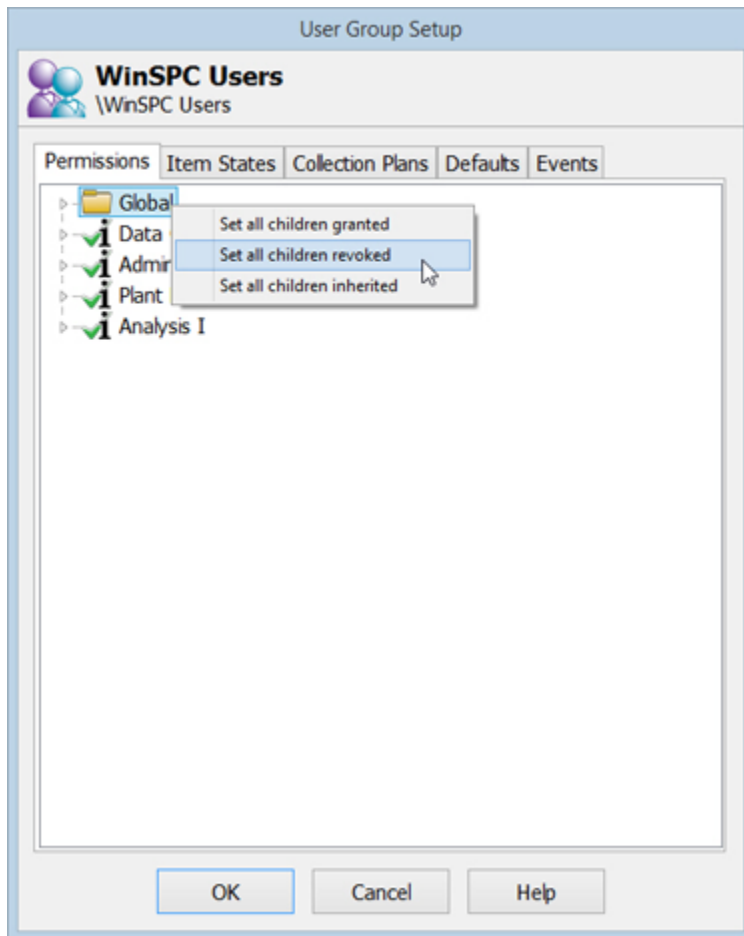 User Group Setup
WinSPC Users
\WinSPC Users
Permissions Item States Collection Plans Defaults Events
Global
Set all children granted
Data
Set all children revoked
Admin
Set all children inherited
Plant
Analysis I
OK Cancel Help